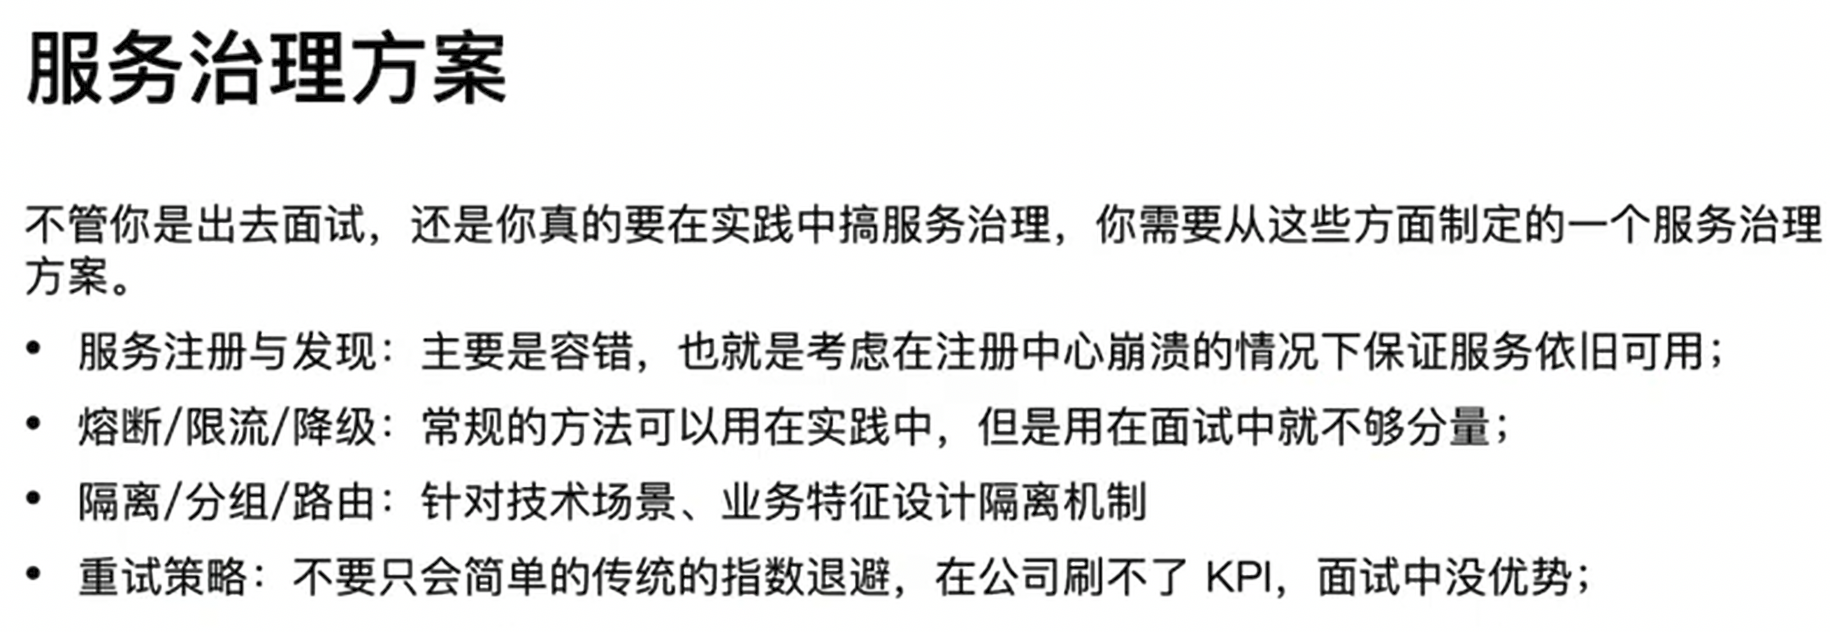 服务治理方案
不管你是出去面试，还是你真的要在实践中搞服务治理，你需要从这些方面制定的一个服务治理
方案。
• 服务注册与发现：主要是容错，也就是考虑在注册中心崩溃的情况下保证服务依旧可用；
• 熔断/限流/降级：常规的方法可以用在实践中，但是用在面试中就不够分量；
• 隔离/分组/路由：针对技术场景、业务特征设计隔离机制
• 重试策略：不要只会简单的传统的指数退避，在公司刷不了 KPI，面试中没优势；